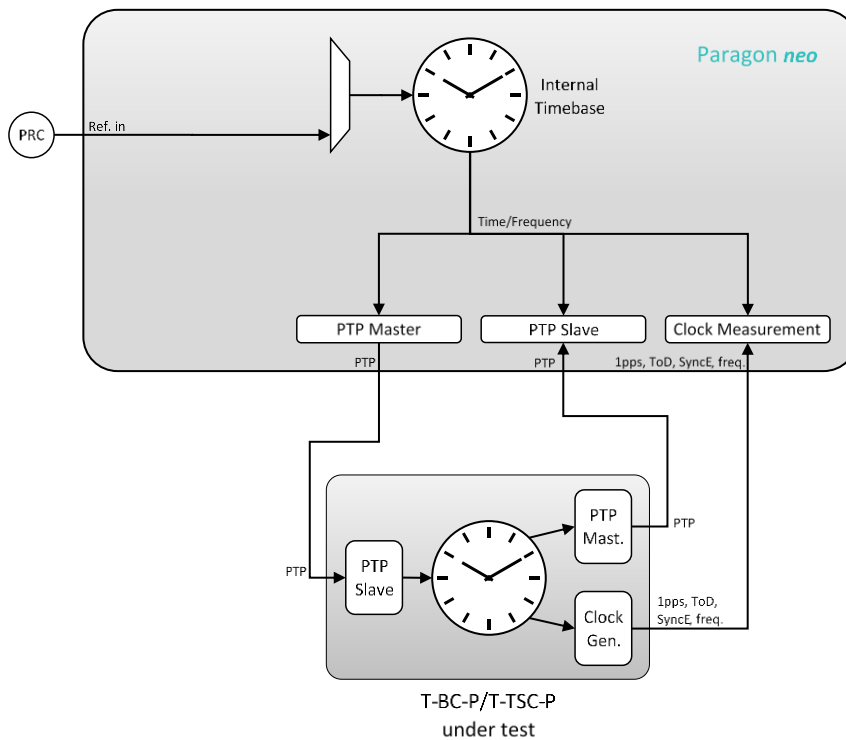 Paragon neo
Internal
Timebase
PRC
Ref. in
Time/Frequency
PTP Master
PTP Slave
Clock Measurement
PTP
PTP
1pps, ToD, SyncE, freq.
PTP
Mast.
PTP
PTP
PTP
Slave
1pps, ToD,
SyncE, freq.
Clock
Gen.
T-BC-P/T-TSC-P
under test